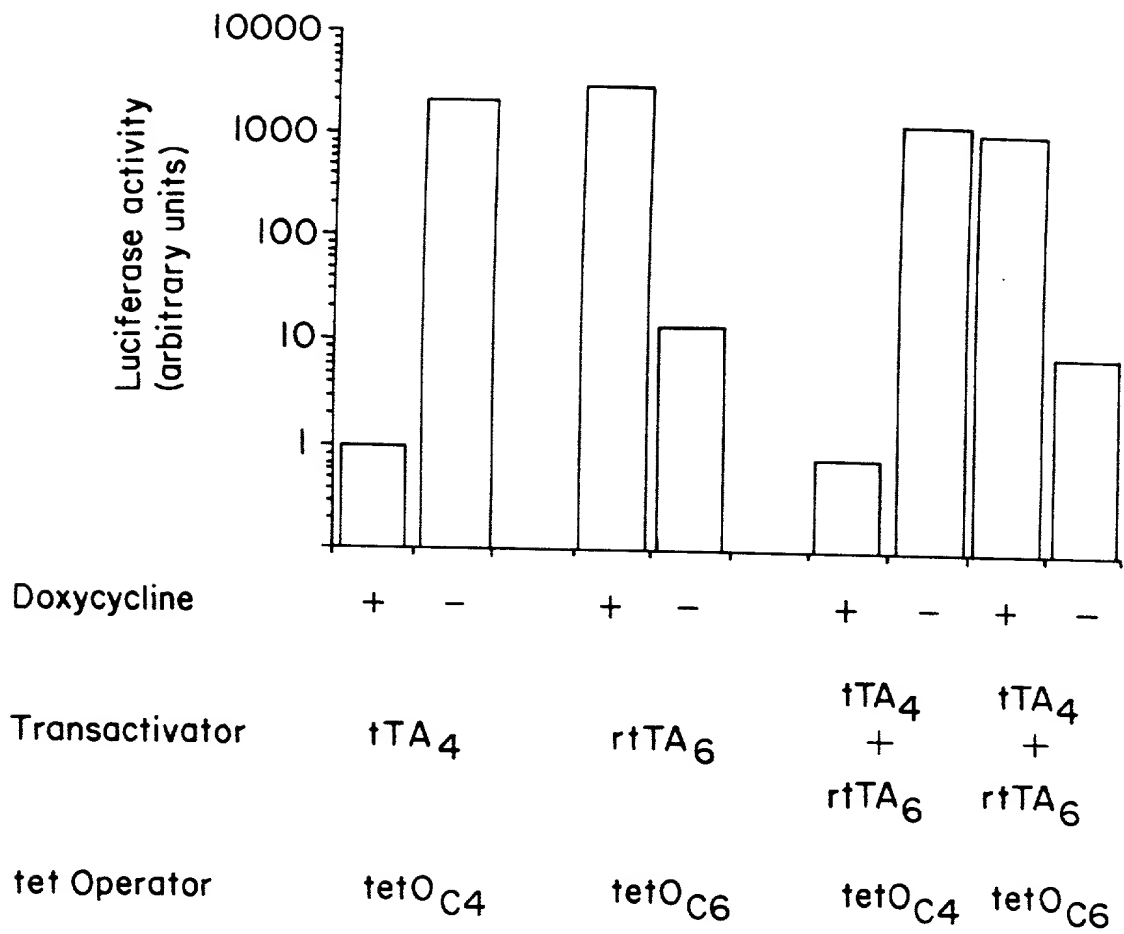 10000
1000
100
10
1
Luciferase activity
(arbitrary units)
Doxycycline + − + − + − + −
Transactivator tTA4 rtTA6 tTA4 + rtTA6 tTA4 + rtTA6
tet Operator tetOC4 tetOC6 tetOC4 tetOC6